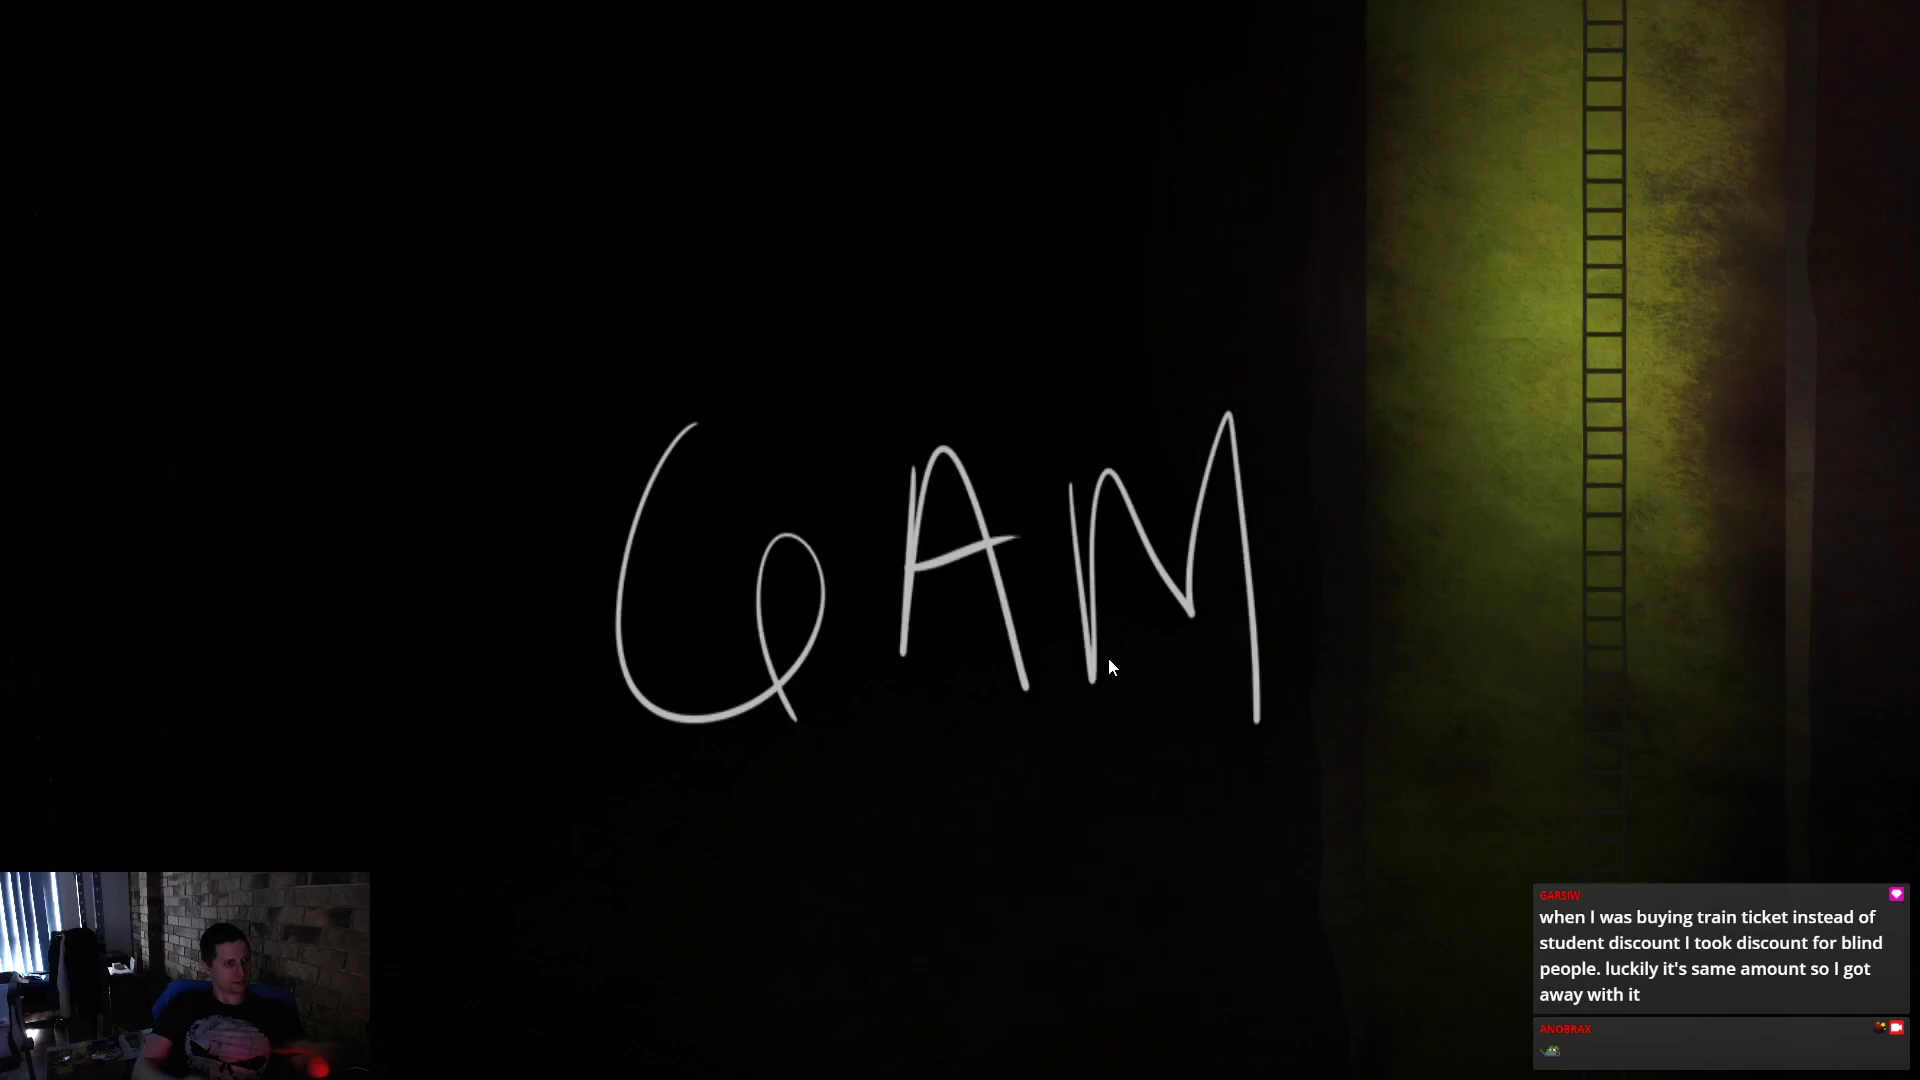 6AM
GARSIW
when I was buying train ticket instead of
student discount I took discount for blind
people. luckily it's same amount so I got
away with it
ANOBRAX